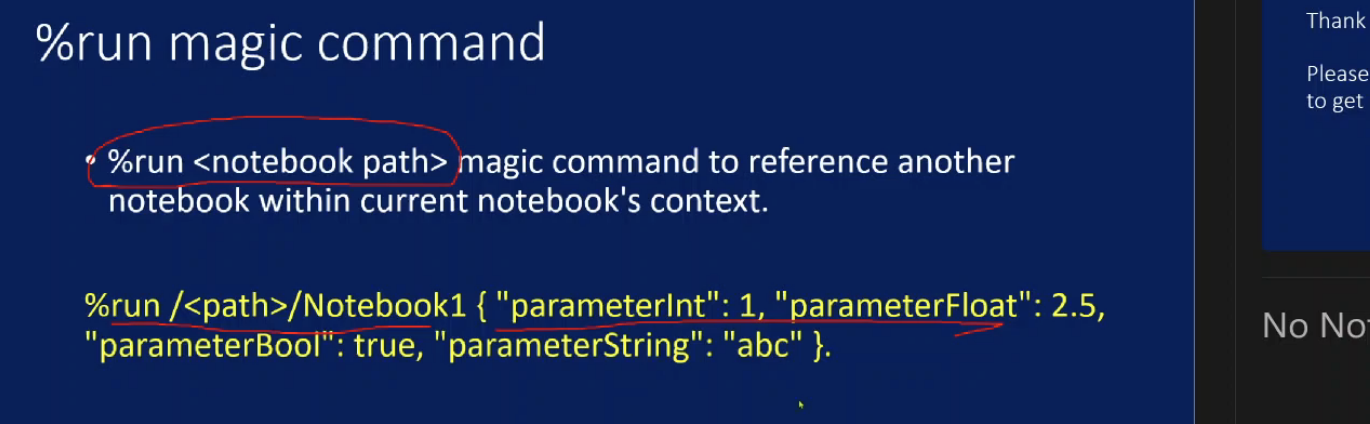 %run magic command
• %run <notebook path> magic command to reference another
notebook within current notebook's context.
%run /<path>/Notebook1 { "parameterInt": 1, "parameterFloat": 2.5,
"parameterBool": true, "parameterString": "abc" }.
Thank
Please
to get
No